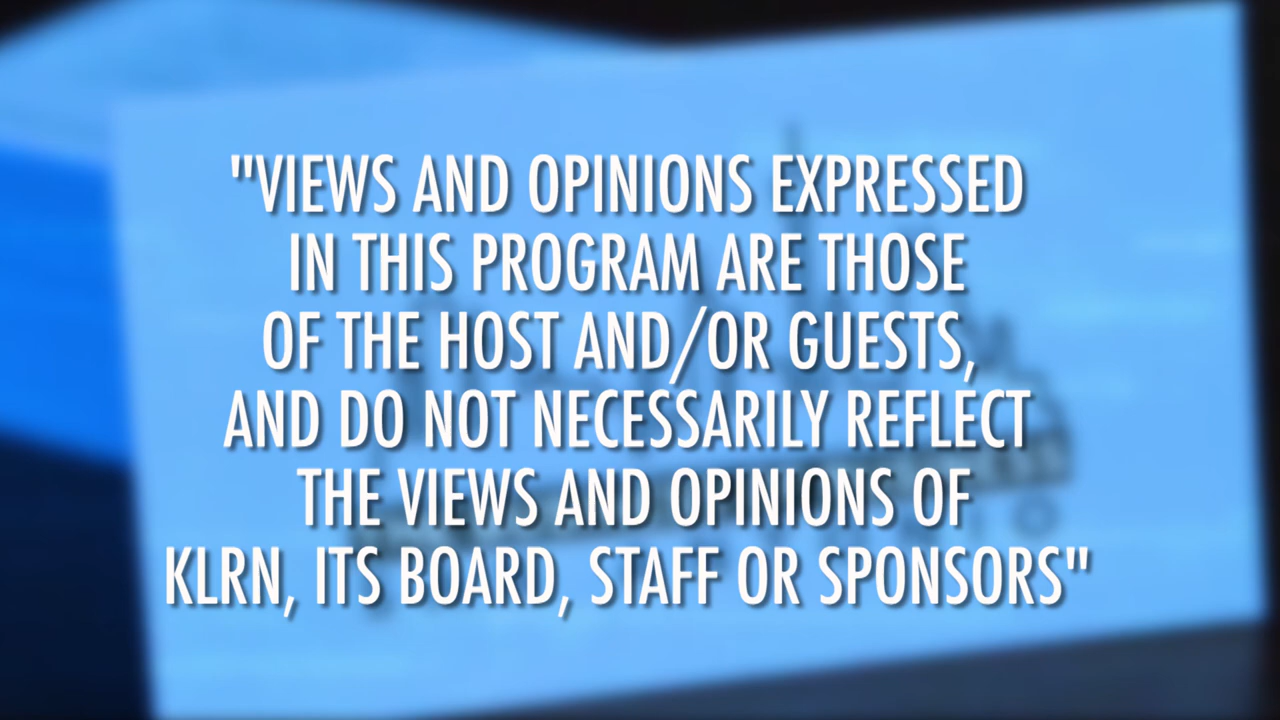 "VIEWS AND OPINIONS EXPRESSED
IN THIS PROGRAM ARE THOSE
OF THE HOST AND/OR GUESTS,
AND DO NOT NECESSARILY REFLECT
THE VIEWS AND OPINIONS OF
KLRN, ITS BOARD, STAFF OR SPONSORS"